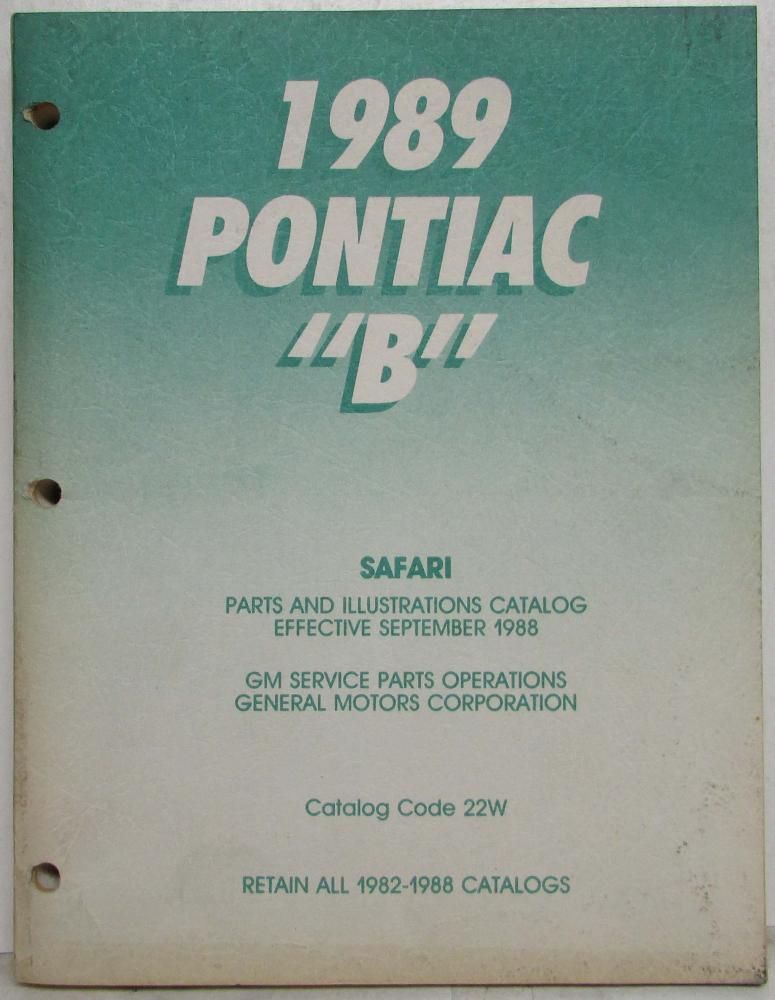 1989
PONTIAC
"B"
SAFARI
PARTS AND ILLUSTRATIONS CATALOG
EFFECTIVE SEPTEMBER 1988
GM SERVICE PARTS OPERATIONS
GENERAL MOTORS CORPORATION
Catalog Code 22W
RETAIN ALL 1982-1988 CATALOGS